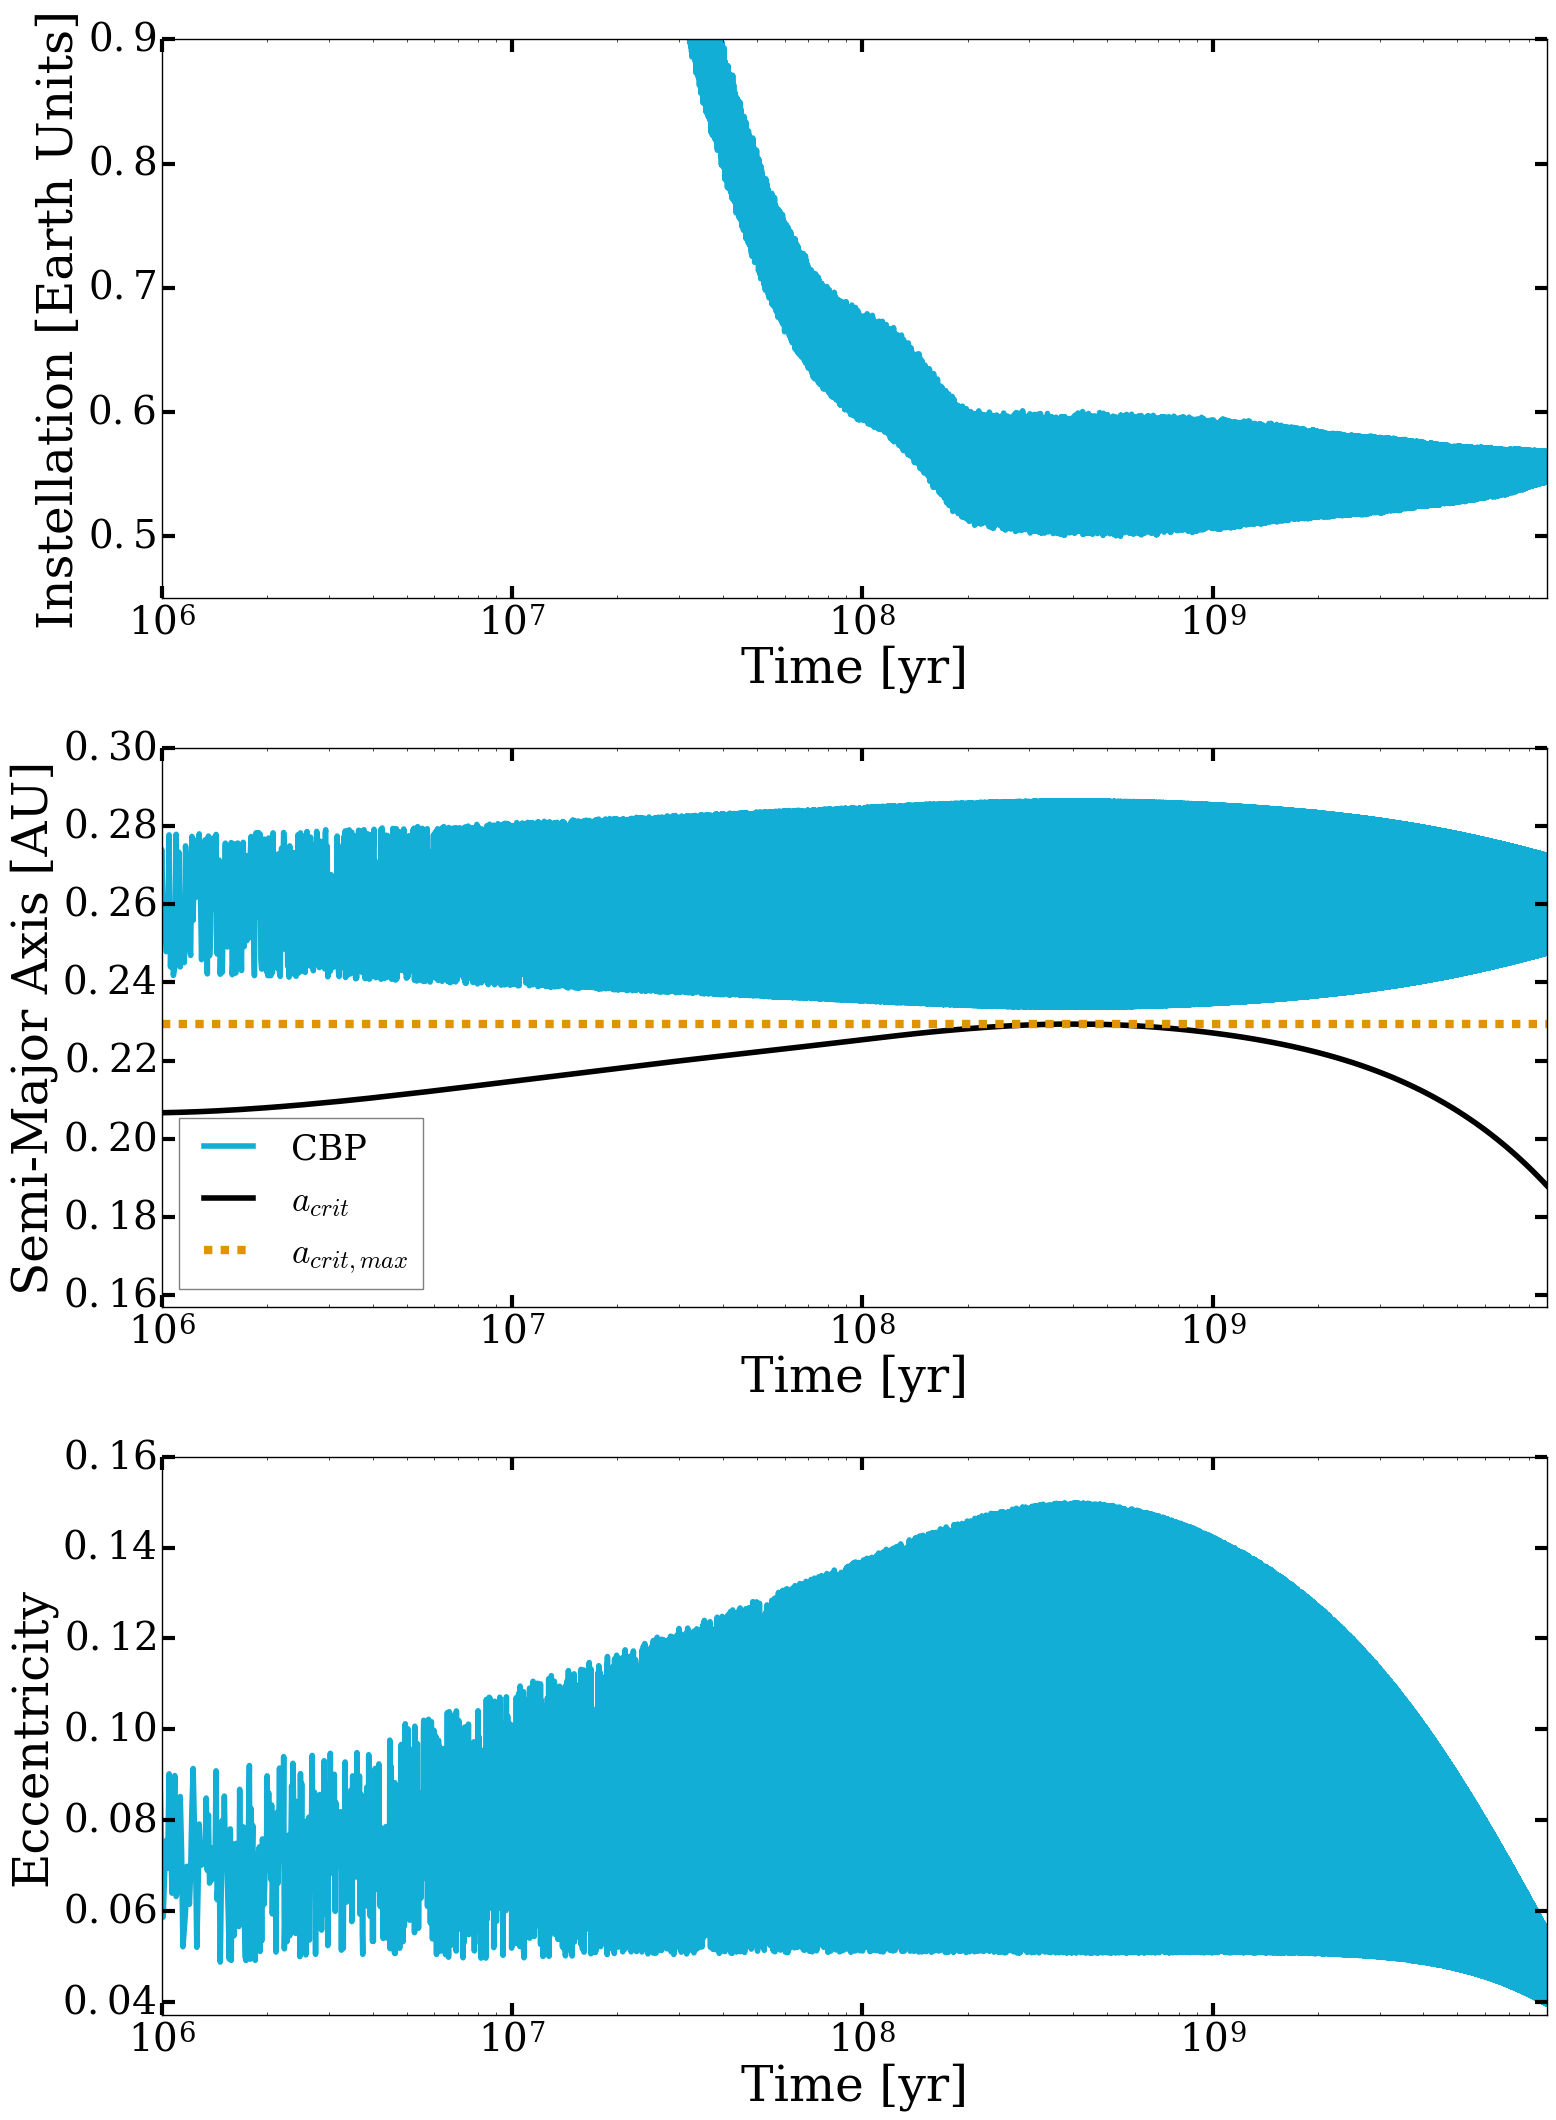 Instellation [Earth Units]
0.9
0.8
0.7
0.6
0.5
10^6 10^7 10^8 10^9
Time [yr]
Semi-Major Axis [AU]
0.30
0.28
0.26
0.24
0.22
0.20
0.18
0.16
CBP
a_{crit}
a_{crit,max}
10^6 10^7 10^8 10^9
Time [yr]
Eccentricity
0.16
0.14
0.12
0.10
0.08
0.06
0.04
10^6 10^7 10^8 10^9
Time [yr]